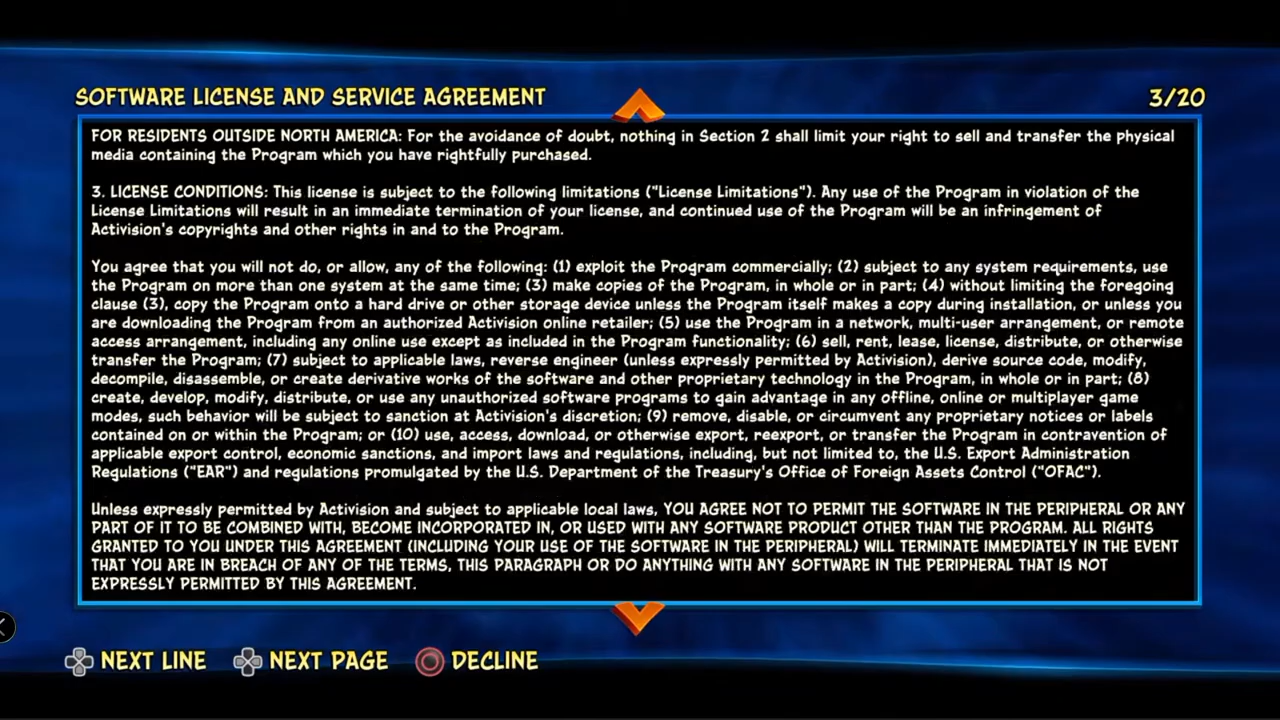 SOFTWARE LICENSE AND SERVICE AGREEMENT
3/20
FOR RESIDENTS OUTSIDE NORTH AMERICA: For the avoidance of doubt, nothing in Section 2 shall limit your right to sell and transfer the physical
media containing the Program which you have rightfully purchased.
3. LICENSE CONDITIONS: This license is subject to the following limitations ("License Limitations"). Any use of the Program in violation of the
License Limitations will result in an immediate termination of your license, and continued use of the Program will be an infringement of
Activision's copyrights and other rights in and to the Program.
You agree that you will not do, or allow, any of the following: (1) exploit the Program commercially; (2) subject to any system requirements, use
the Program on more than one system at the same time; (3) make copies of the Program, in whole or in part; (4) without limiting the foregoing
clause (3), copy the Program onto a hard drive or other storage device unless the Program itself makes a copy during installation, or unless you
are downloading the Program from an authorized Activision online retailer; (5) use the Program in a network, multi-user arrangement, or remote
access arrangement, including any online use except as included in the Program functionality; (6) sell, rent, lease, license, distribute, or otherwise
transfer the Program; (7) subject to applicable laws, reverse engineer (unless expressly permitted by Activision), derive source code, modify,
decompile, disassemble, or create derivative works of the software and other proprietary technology in the Program, in whole or in part; (8)
create, develop, modify, distribute, or use any unauthorized software programs to gain advantage in any offline, online or multiplayer game
modes, such behavior will be subject to sanction at Activision's discretion; (9) remove, disable, or circumvent any proprietary notices or labels
contained on or within the Program; or (10) use, access, download, or otherwise export, reexport, or transfer the Program in contravention of
applicable export control, economic sanctions, and import laws and regulations, including, but not limited to, the U.S. Export Administration
Regulations ("EAR") and regulations promulgated by the U.S. Department of the Treasury's Office of Foreign Assets Control ("OFAC").
Unless expressly permitted by Activision and subject to applicable local laws, YOU AGREE NOT TO PERMIT THE SOFTWARE IN THE PERIPHERAL OR ANY
PART OF IT TO BE COMBINED WITH, BECOME INCORPORATED IN, OR USED WITH ANY SOFTWARE PRODUCT OTHER THAN THE PROGRAM. ALL RIGHTS
GRANTED TO YOU UNDER THIS AGREEMENT (INCLUDING YOUR USE OF THE SOFTWARE IN THE PERIPHERAL) WILL TERMINATE IMMEDIATELY IN THE EVENT
THAT YOU ARE IN BREACH OF ANY OF THE TERMS, THIS PARAGRAPH OR DO ANYTHING WITH ANY SOFTWARE IN THE PERIPHERAL THAT IS NOT
EXPRESSLY PERMITTED BY THIS AGREEMENT.
NEXT LINE
NEXT PAGE
DECLINE